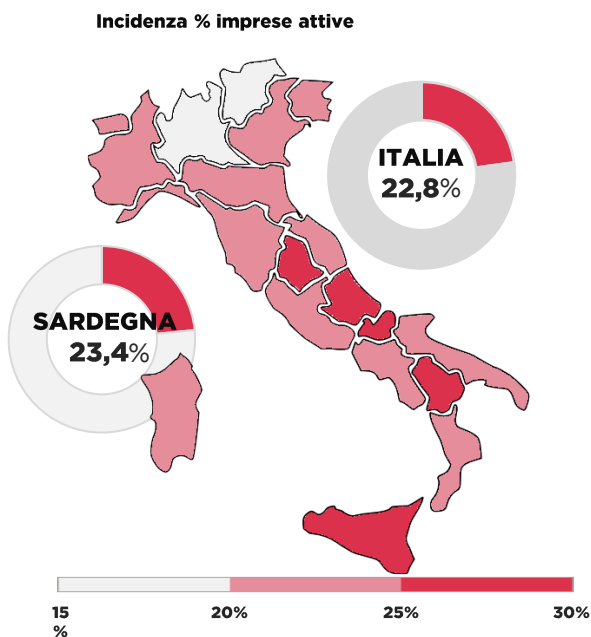 Incidenza % imprese attive
ITALIA
22,8%
SARDEGNA
23,4%
15
%
20%
25%
30%